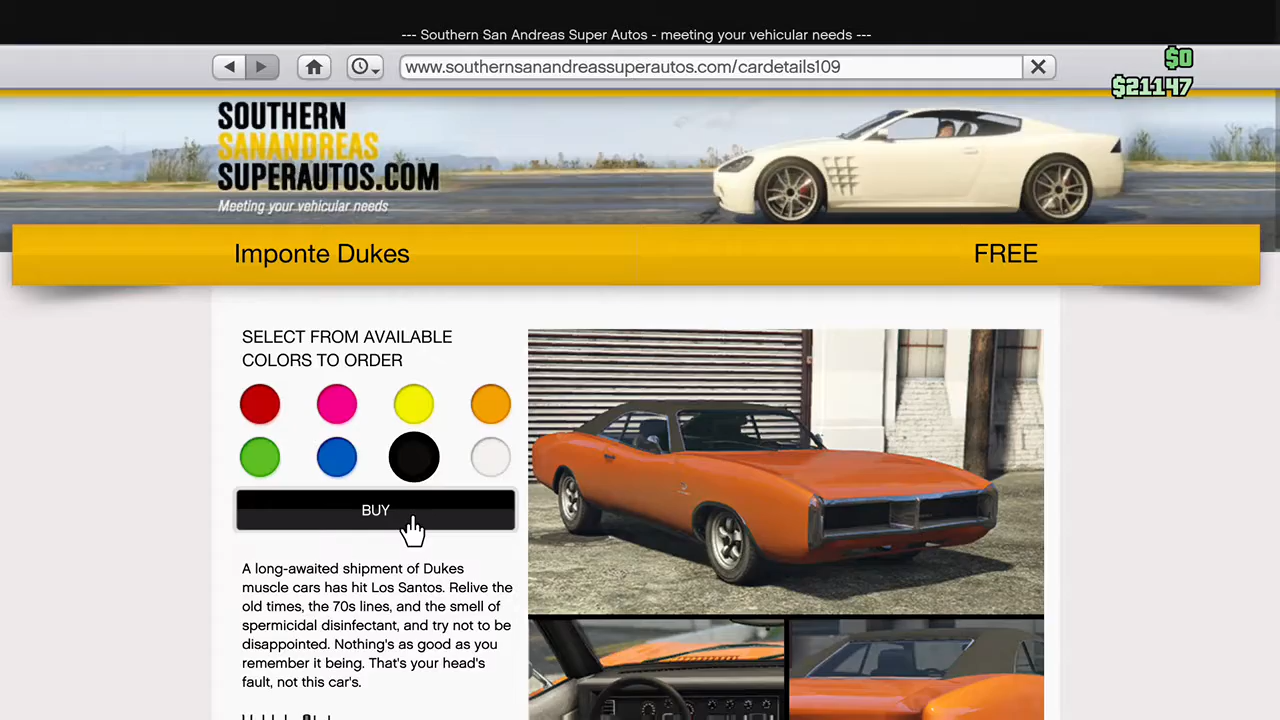 --- Southern San Andreas Super Autos - meeting your vehicular needs ---
www.southernsanandreassuperautos.com/cardetails109
$0
$21147
SOUTHERN
SANANDREAS
SUPERAUTOS.COM
Meeting your vehicular needs
Imponte Dukes
FREE
SELECT FROM AVAILABLE
COLORS TO ORDER
BUY
A long-awaited shipment of Dukes
muscle cars has hit Los Santos. Relive the
old times, the 70s lines, and the smell of
spermicidal disinfectant, and try not to be
disappointed. Nothing's as good as you
remember it being. That's your head's
fault, not this car's.